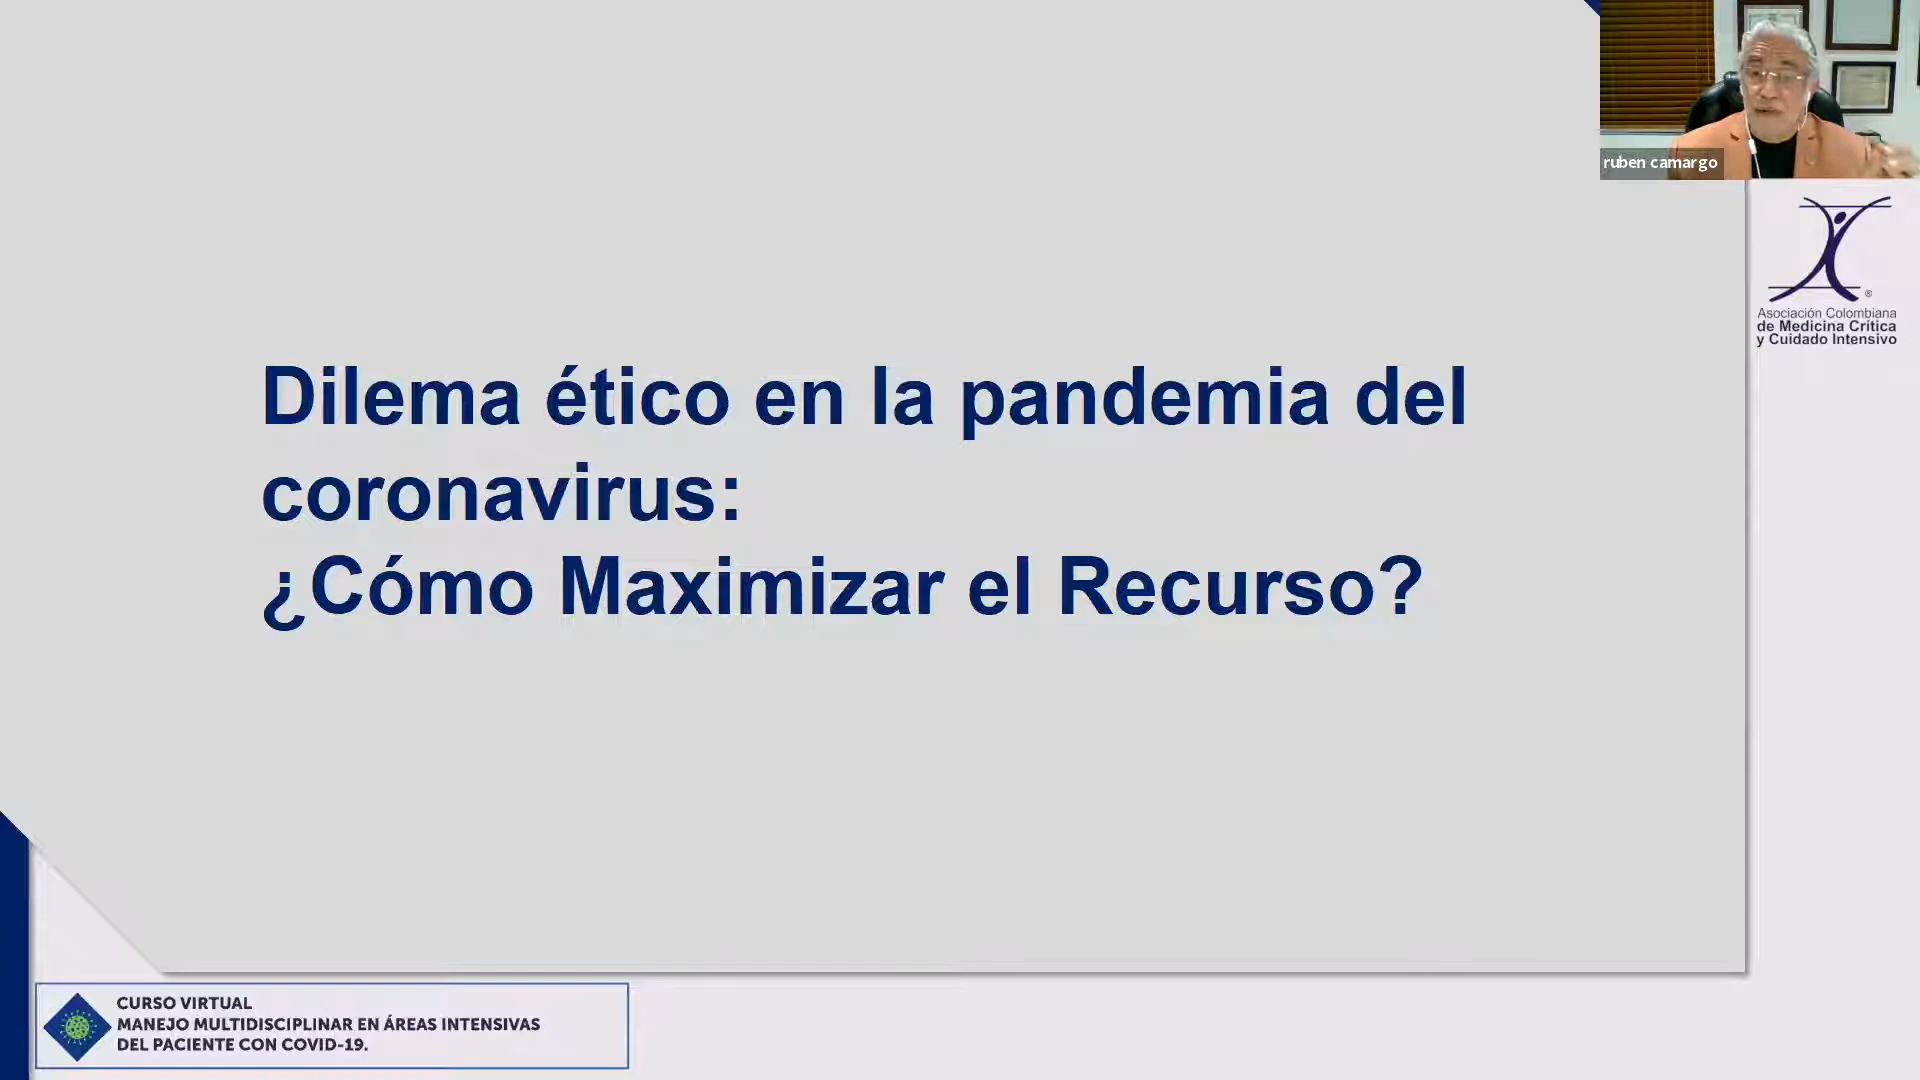 ruben camargo
®
Asociación Colombiana
de Medicina Crítica
y Cuidado Intensivo
Dilema ético en la pandemia del
coronavirus:
¿Cómo Maximizar el Recurso?
CURSO VIRTUAL
MANEJO MULTIDISCIPLINAR EN ÁREAS INTENSIVAS
DEL PACIENTE CON COVID-19.